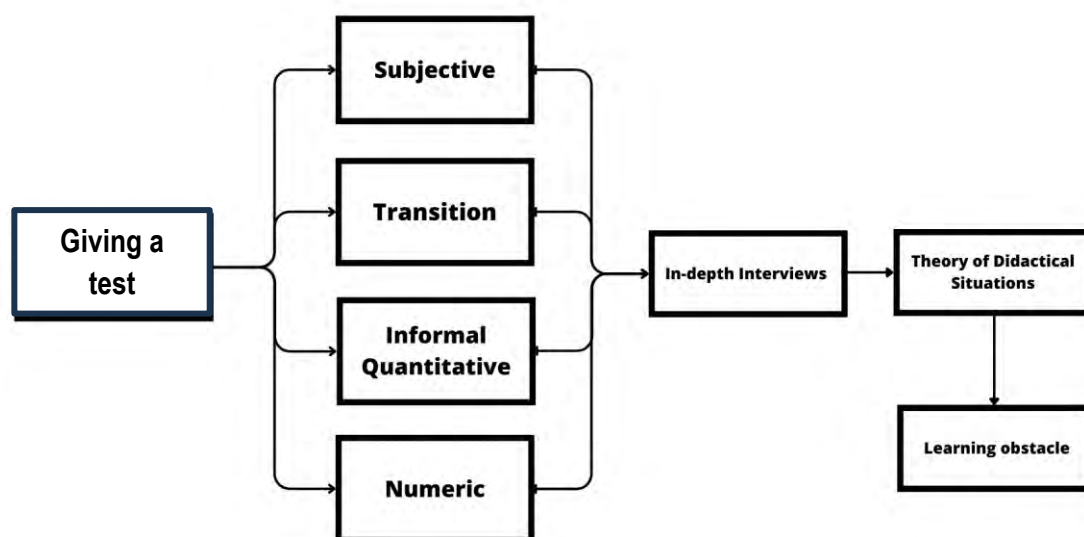 Subjective
Transition
Giving a
test
Informal
Quantitative
Numeric
In-depth Interviews
Theory of Didactical
Situations
Learning obstacle